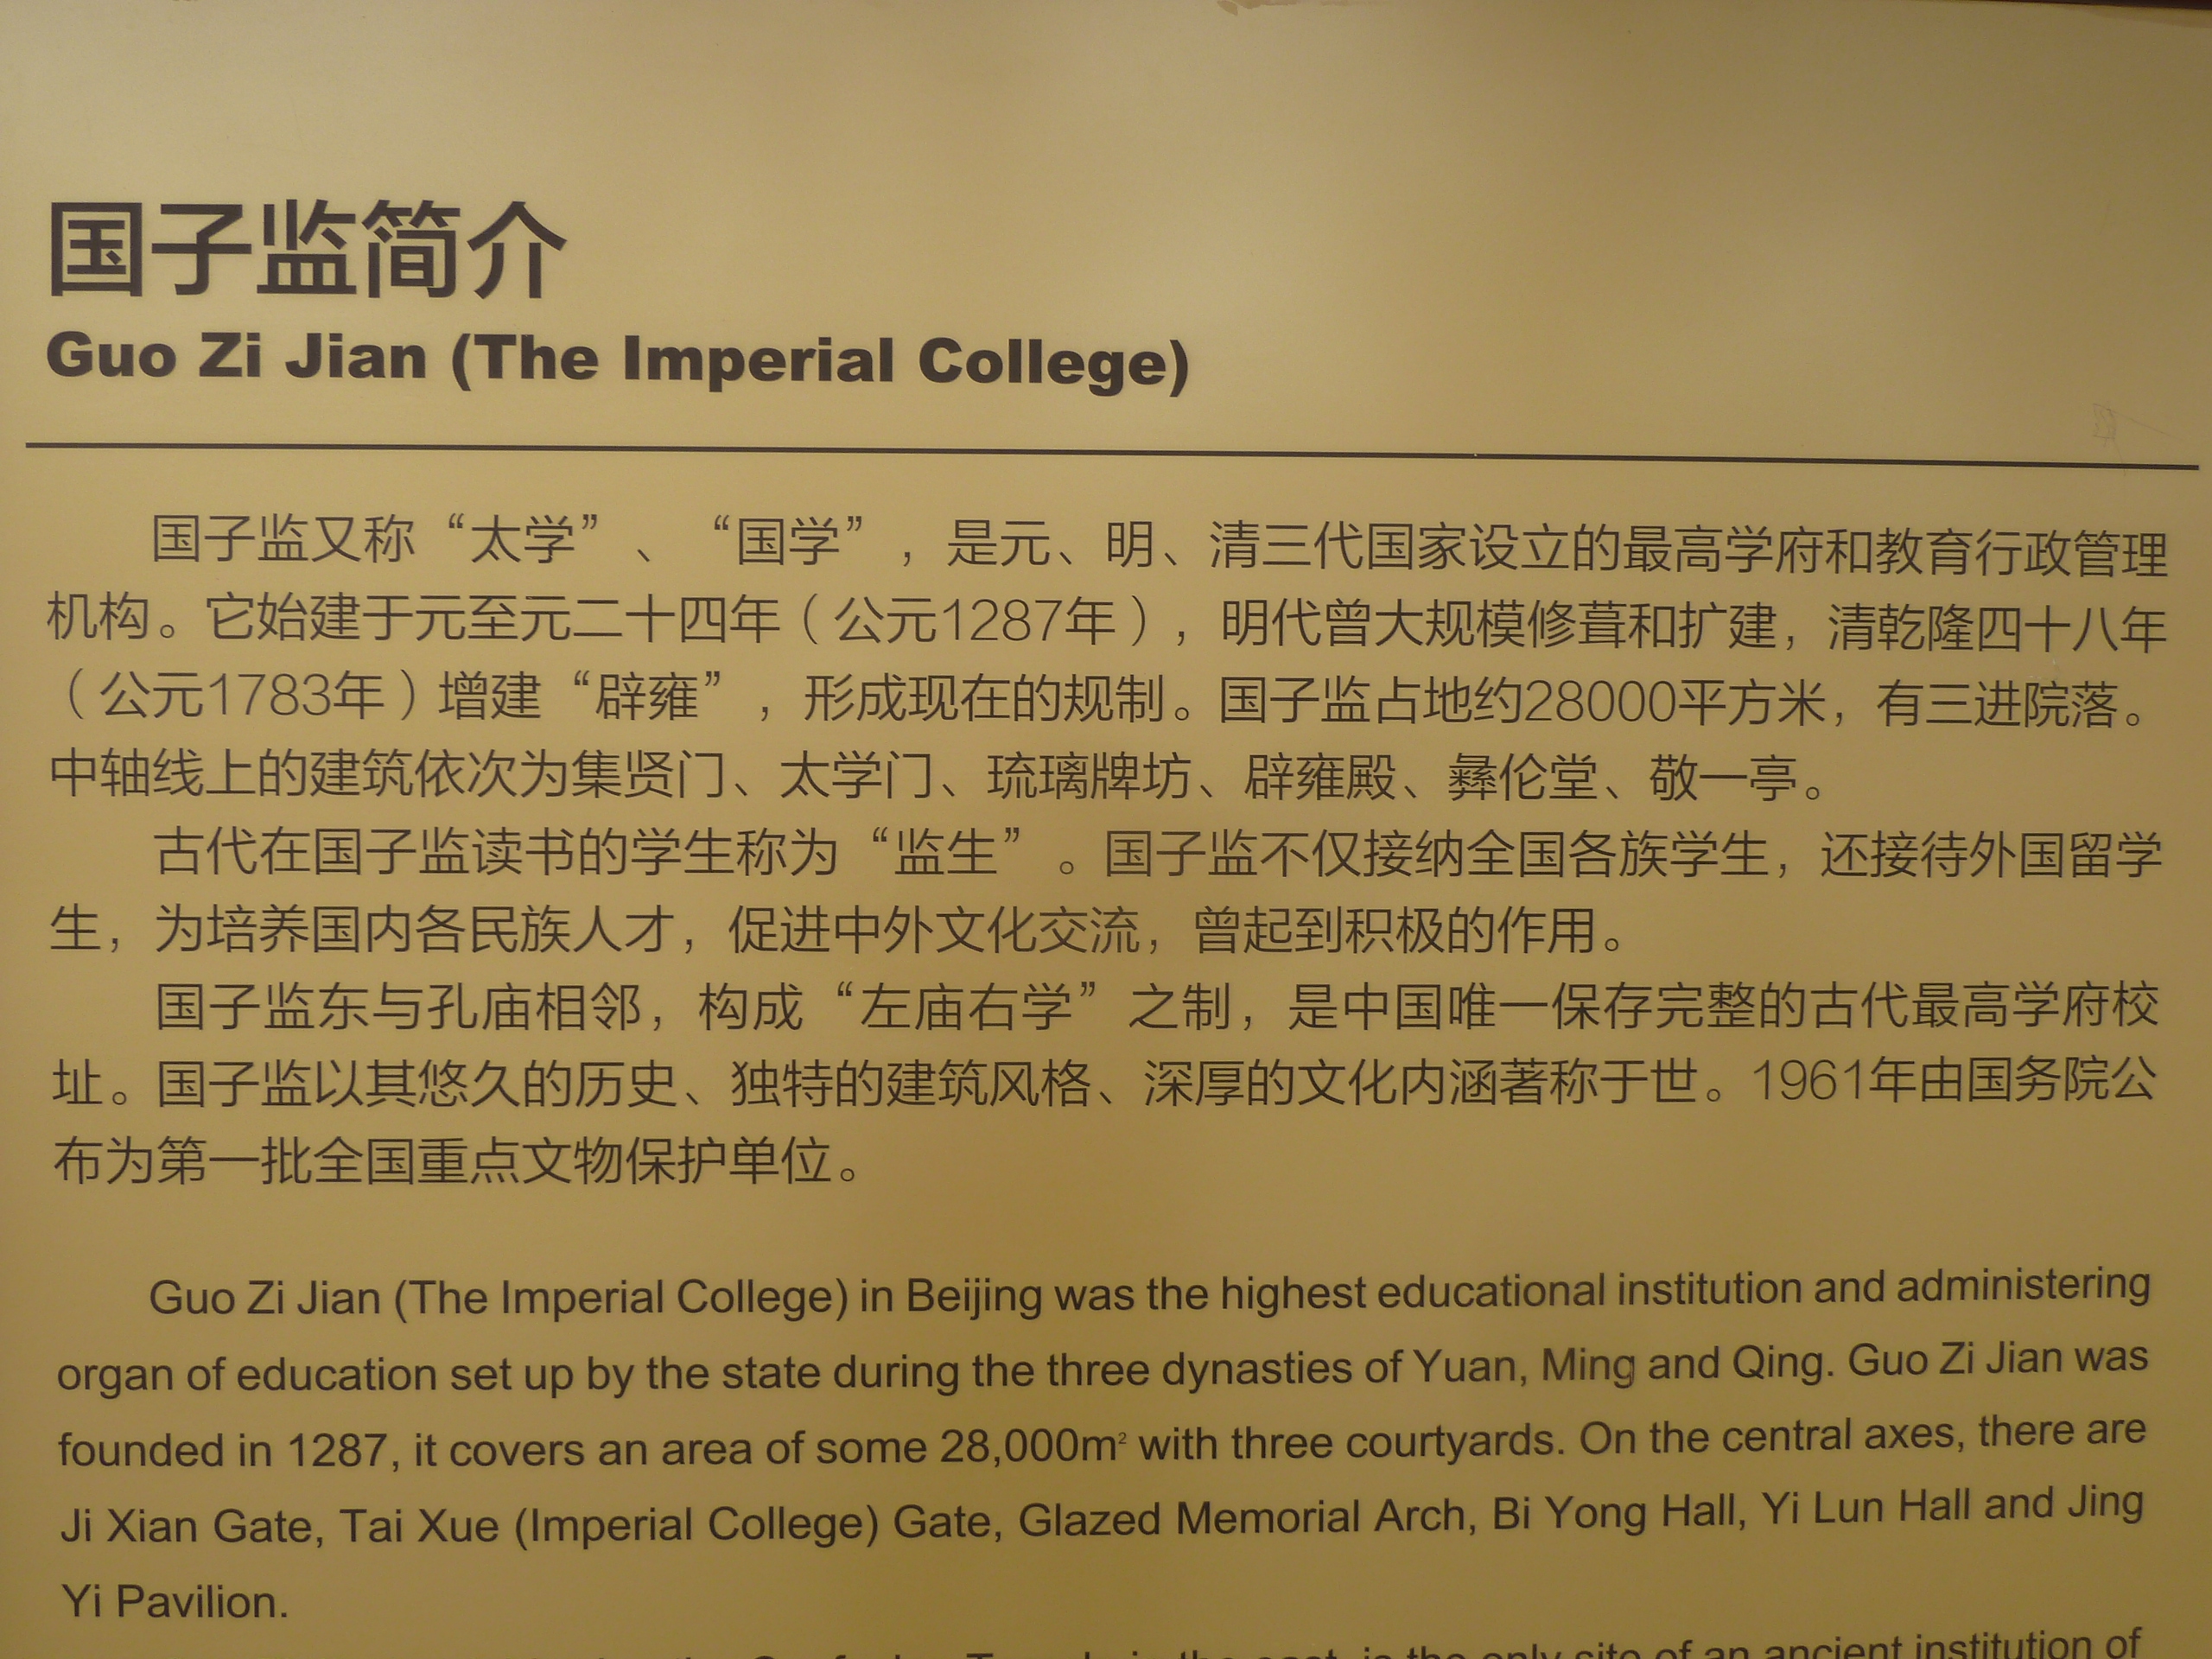 国子监简介
Guo Zi Jian (The Imperial College)
国子监又称“太学”、“国学”，是元、明、清三代国家设立的最高学府和教育行政管理
机构。它始建于元至元二十四年（公元1287年），明代曾大规模修葺和扩建，清乾隆四十八年
（公元1783年）增建“辟雍”，形成现在的规制。国子监占地约28000平方米，有三进院落。
中轴线上的建筑依次为集贤门、太学门、琉璃牌坊、辟雍殿、彝伦堂、敬一亭。
古代在国子监读书的学生称为“监生”。国子监不仅接纳全国各族学生，还接待外国留学
生，为培养国内各民族人才，促进中外文化交流，曾起到积极的作用。
国子监东与孔庙相邻，构成“左庙右学”之制，是中国唯一保存完整的古代最高学府校
址。国子监以其悠久的历史、独特的建筑风格、深厚的文化内涵著称于世。1961年由国务院公
布为第一批全国重点文物保护单位。
Guo Zi Jian (The Imperial College) in Beijing was the highest educational institution and administering
organ of education set up by the state during the three dynasties of Yuan, Ming and Qing. Guo Zi Jian was
founded in 1287, it covers an area of some 28,000m² with three courtyards. On the central axes, there are
Ji Xian Gate, Tai Xue (Imperial College) Gate, Glazed Memorial Arch, Bi Yong Hall, Yi Lun Hall and Jing
Yi Pavilion.
in the east, is the only site of an ancient institution of